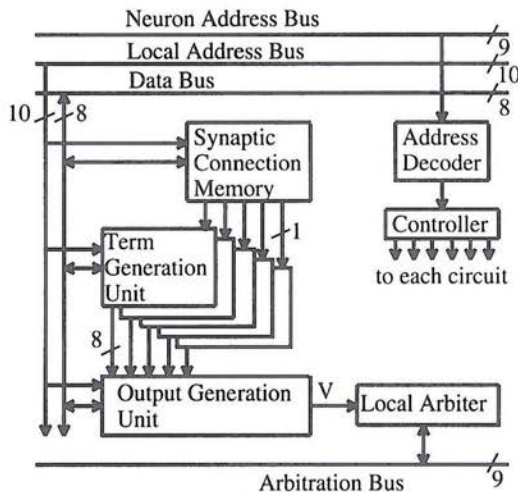 Neuron Address Bus
9
Local Address Bus
10
Data Bus
8
10
8
Synaptic
Connection
Memory
Address
Decoder
1
Controller
Term
Generation
Unit
to each circuit
8
Output Generation
Unit
V
Local Arbiter
Arbitration Bus
9